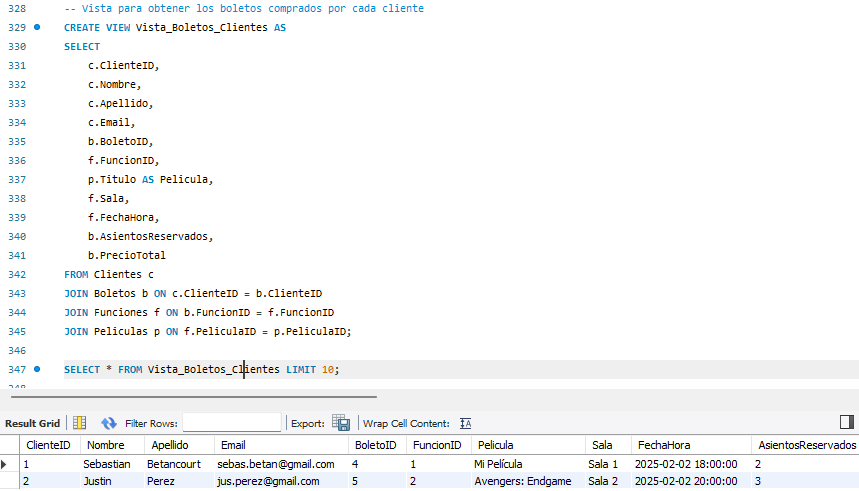 328 -- Vista para obtener los boletos comprados por cada cliente
329 CREATE VIEW Vista_Boletos_Clientes AS
330 SELECT
331 c.ClienteID,
332 c.Nombre,
333 c.Apellido,
334 c.Email,
335 b.BoletoID,
336 f.FuncionID,
337 p.Titulo AS Pelicula,
338 f.Sala,
339 f.FechaHora,
340 b.AsientosReservados,
341 b.PrecioTotal
342 FROM Clientes c
343 JOIN Boletos b ON c.ClienteID = b.ClienteID
344 JOIN Funciones f ON b.FuncionID = f.FuncionID
345 JOIN Peliculas p ON f.PeliculaID = p.PeliculaID;
346
347 SELECT * FROM Vista_Boletos_Clientes LIMIT 10;
Result Grid Filter Rows: Export: Wrap Cell Content:
ClienteID Nombre Apellido Email BoletoID FuncionID Pelicula Sala FechaHora AsientosReservados
1 Sebastian Betancourt sebas.betan@gmail.com 4 1 Mi Película Sala 1 2025-02-02 18:00:00 2
2 Justin Perez jus.perez@gmail.com 5 2 Avengers: Endgame Sala 2 2025-02-02 20:00:00 3